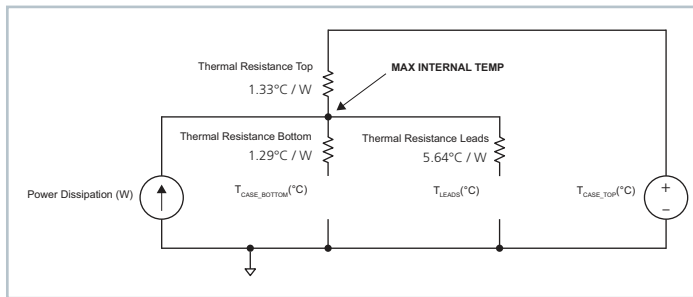 Thermal Resistance Top
1.33°C / W
MAX INTERNAL TEMP
Thermal Resistance Bottom
1.29°C / W
Thermal Resistance Leads
5.64°C / W
Power Dissipation (W)
T_CASE_BOTTOM(°C)
T_LEADS(°C)
T_CASE_TOP(°C)
+
–